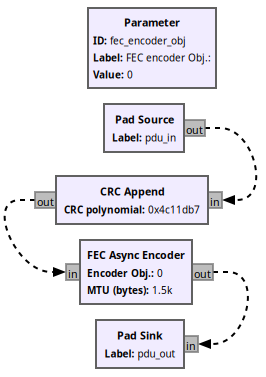 Parameter
ID: fec_encoder_obj
Label: FEC encoder Obj.:
Value: 0
Pad Source
Label: pdu_in
out
CRC Append
CRC polynomial: 0x4c11db7
out
in
FEC Async Encoder
Encoder Obj.: 0
MTU (bytes): 1.5k
in
out
Pad Sink
Label: pdu_out
in